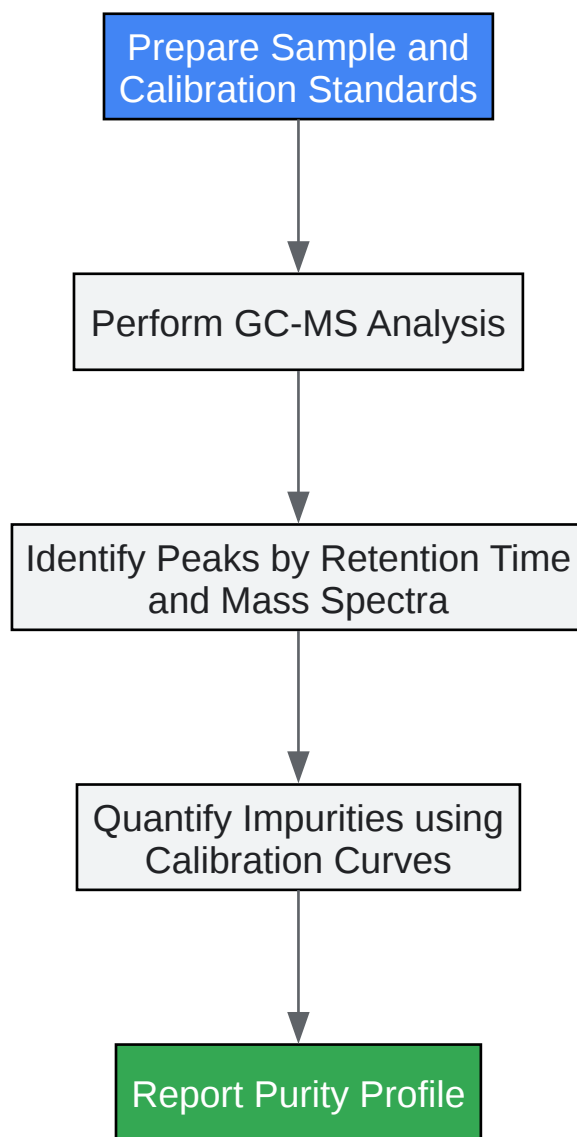 Prepare Sample and
Calibration Standards
Perform GC-MS Analysis
Identify Peaks by Retention Time
and Mass Spectra
Quantify Impurities using
Calibration Curves
Report Purity Profile